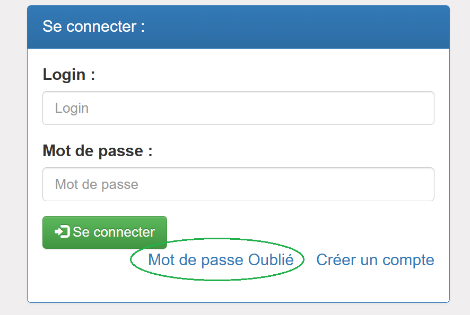 Se connecter :
Login :
Login
Mot de passe :
Mot de passe
Se connecter
Mot de passe Oublié Créer un compte